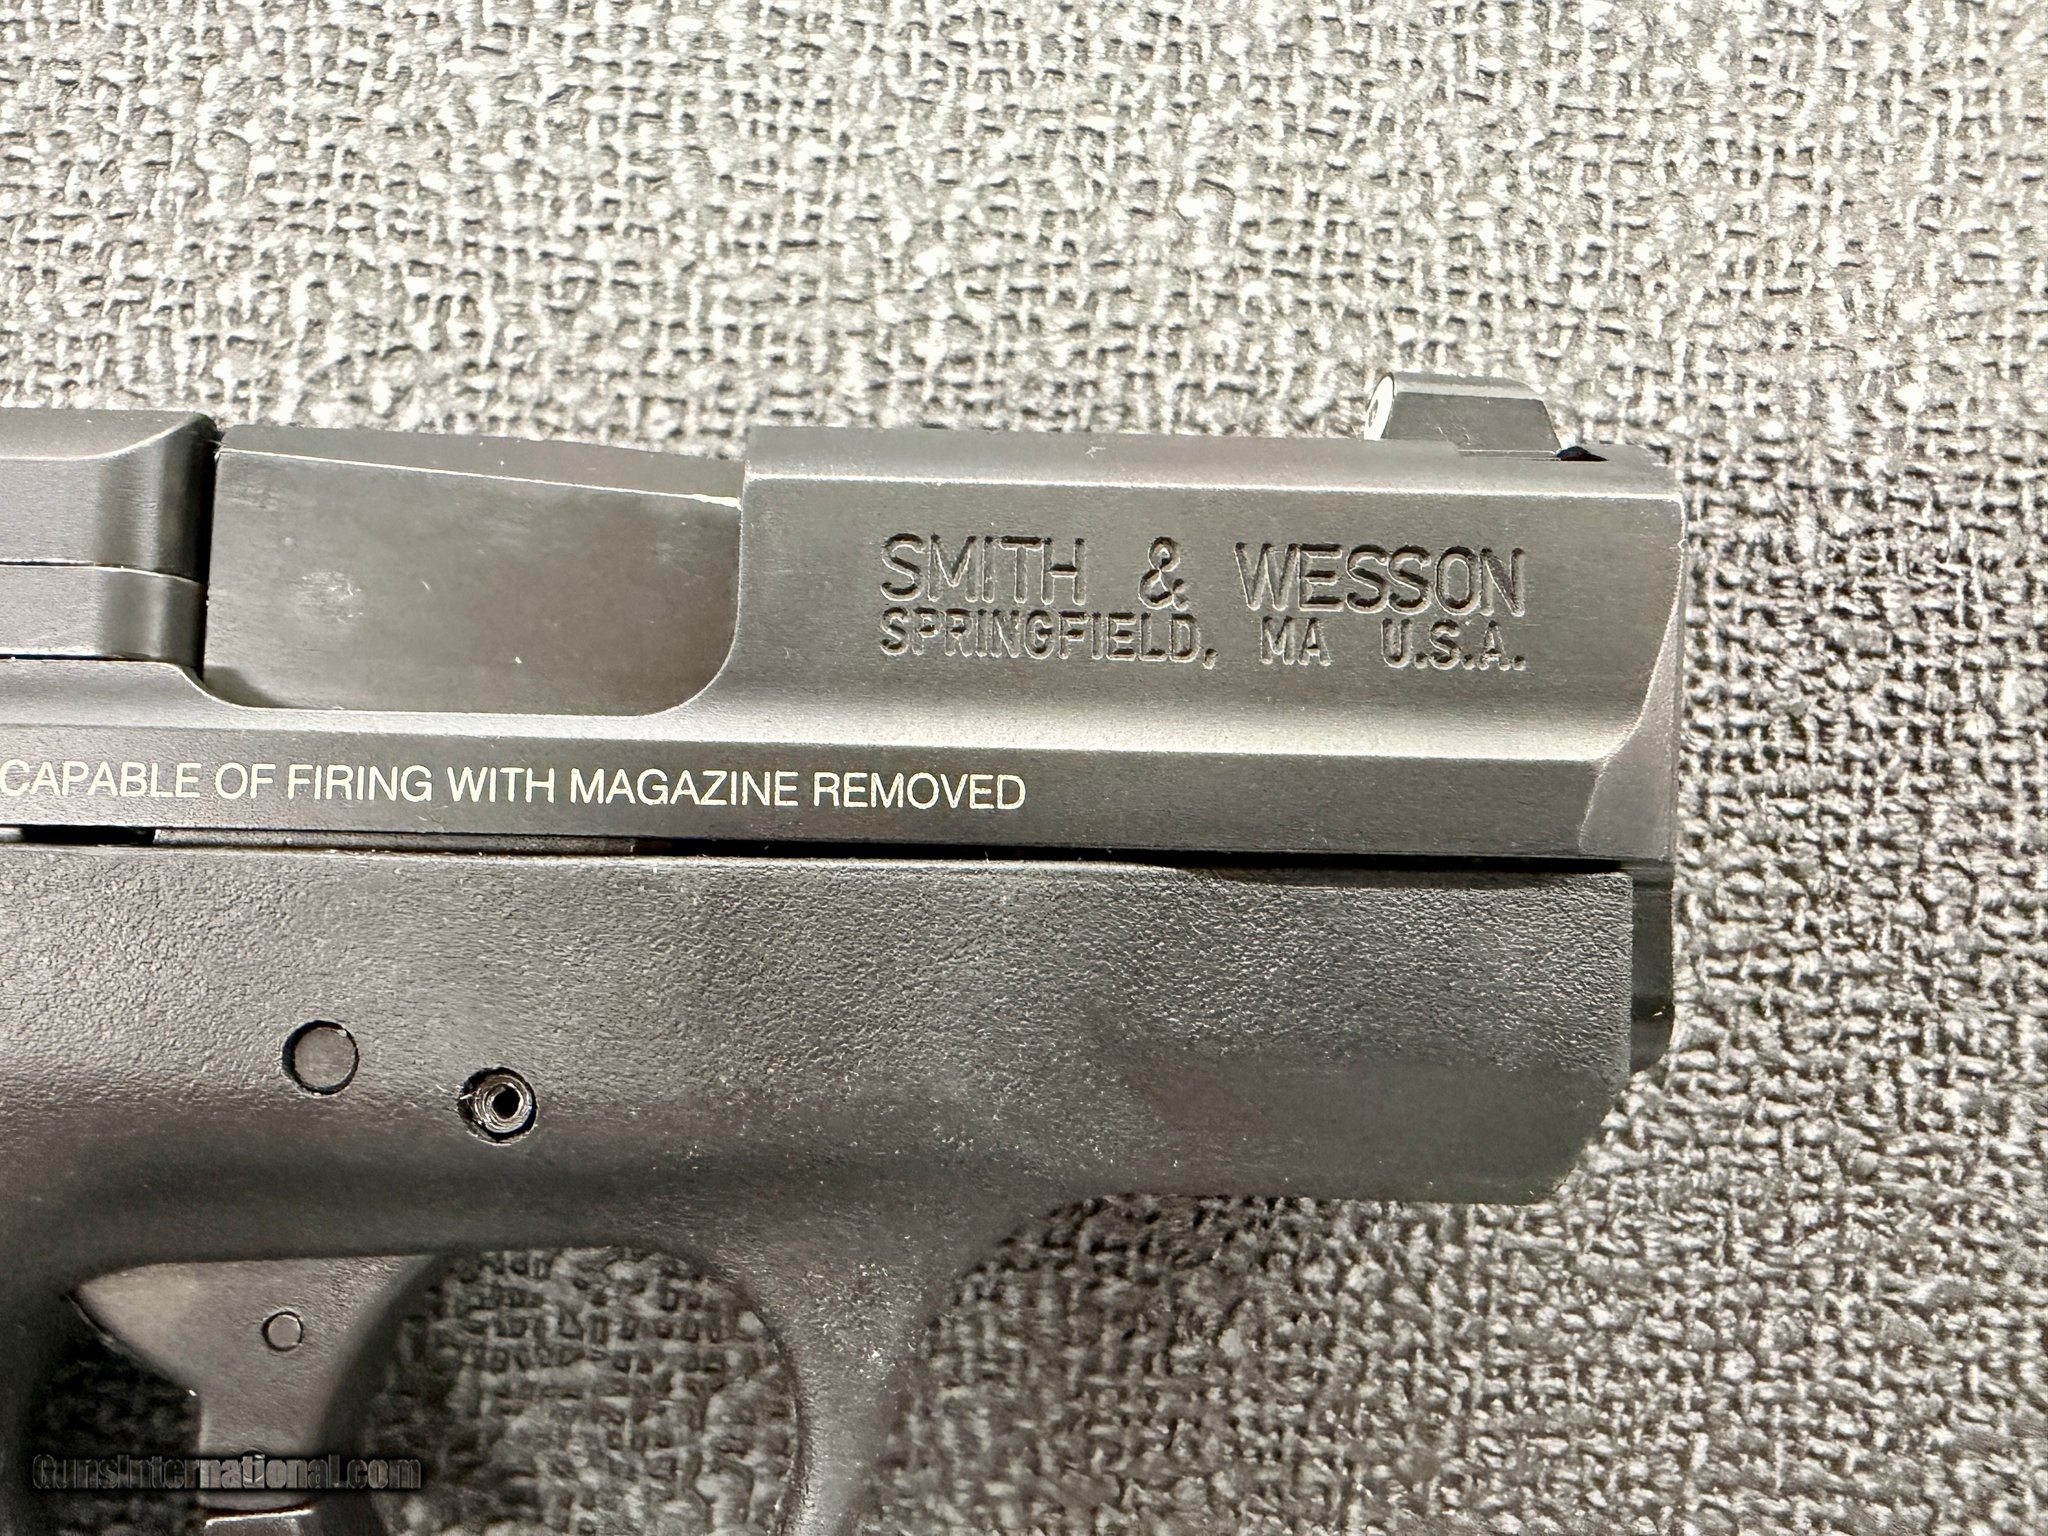 SMITH & WESSON
SPRINGFIELD, MA U.S.A.
CAPABLE OF FIRING WITH MAGAZINE REMOVED
GunsInternational.com